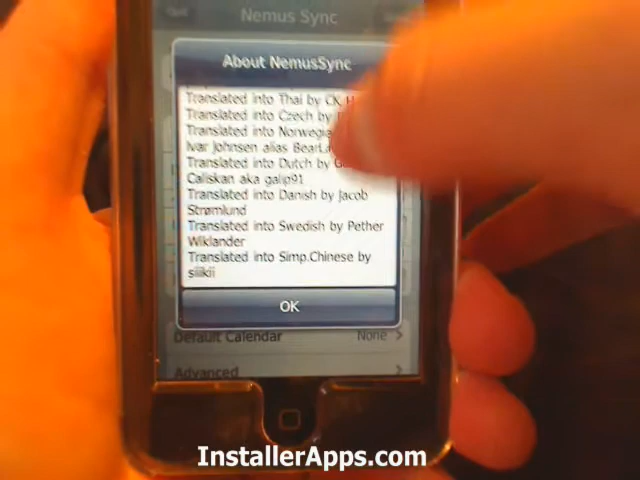 Nemus Sync
About NemusSync
Translated into Thai by CK
Translated into Czech by
Translated into Norwegia
Ivar Johnsen alias
Translated into Dutch by
Caliskan aka galip91
Translated into Danish by Jacob
Strømlund
Translated into Swedish by Pether
Wiklander
Translated into Simp.Chinese by
siikii
OK
Default Calendar None
Advanced
InstallerApps.com